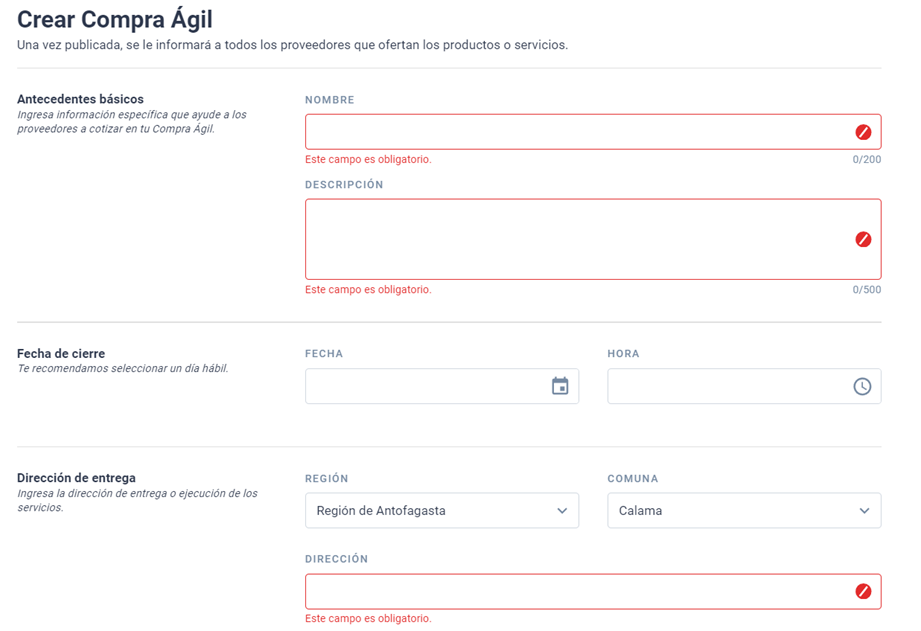 Crear Compra Ágil
Una vez publicada, se le informará a todos los proveedores que ofertan los productos o servicios.
Antecedentes básicos
Ingresa información específica que ayude a los
proveedores a cotizar en tu Compra Ágil.
NOMBRE
Este campo es obligatorio.
0/200
DESCRIPCIÓN
Este campo es obligatorio.
0/500
Fecha de cierre
Te recomendamos seleccionar un día hábil.
FECHA
HORA
Dirección de entrega
Ingresa la dirección de entrega o ejecución de los
servicios.
REGIÓN
COMUNA
Región de Antofagasta
Calama
DIRECCIÓN
Este campo es obligatorio.